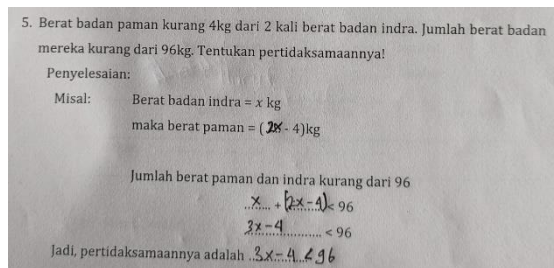 5. Berat badan paman kurang 4kg dari 2 kali berat badan indra. Jumlah berat badan
mereka kurang dari 96kg. Tentukan pertidaksamaannya!
Penyelesaian:
Misal: Berat badan indra = x kg
maka berat paman = (2x - 4)kg
Jumlah berat paman dan indra kurang dari 96
x + (2x-4) < 96
3x-4 < 96
Jadi, pertidaksamaannya adalah 3x-4 < 96